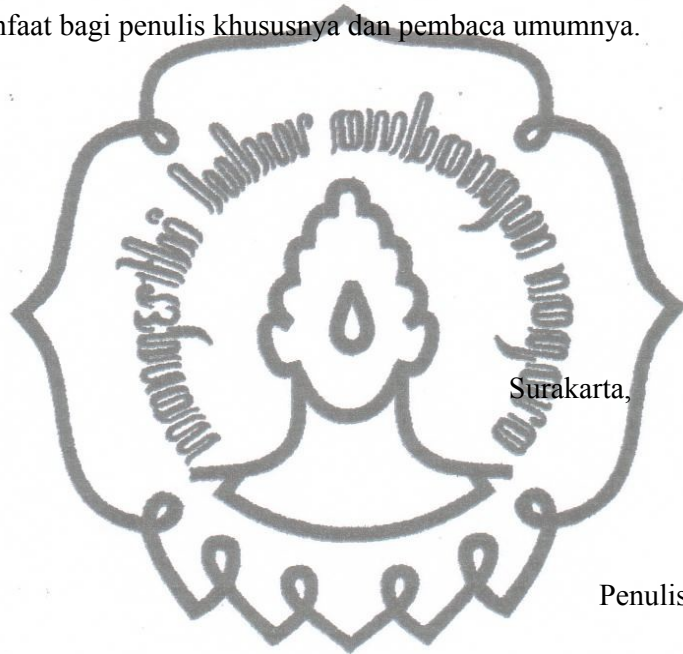 nfaat bagi penulis khususnya dan pembaca umumnya.
Surakarta,
Penulis